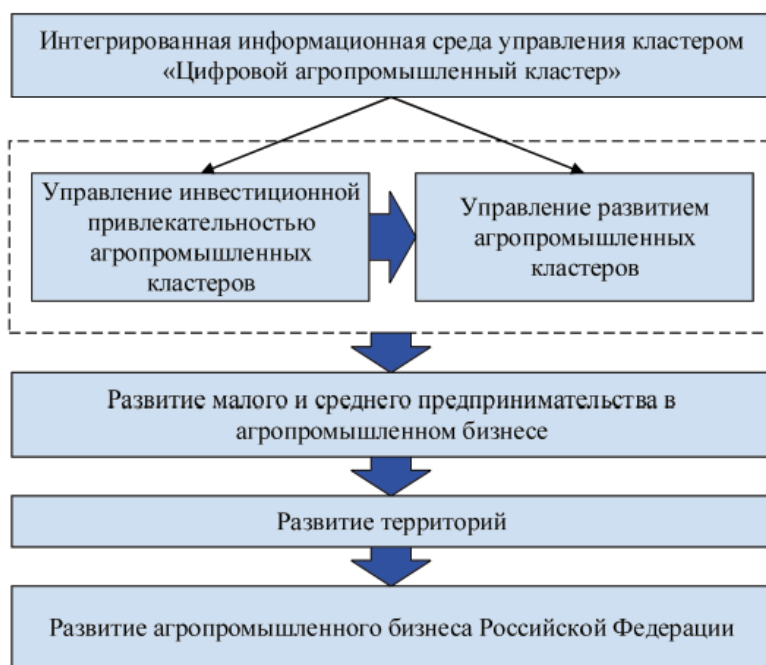 Интегрированная информационная среда управления кластером
«Цифровой агропромышленный кластер»
Управление инвестиционной
привлекательностью
агропромышленных
кластеров
Управление развитием
агропромышленных
кластеров
Развитие малого и среднего предпринимательства в
агропромышленном бизнесе
Развитие территорий
Развитие агропромышленного бизнеса Российской Федерации